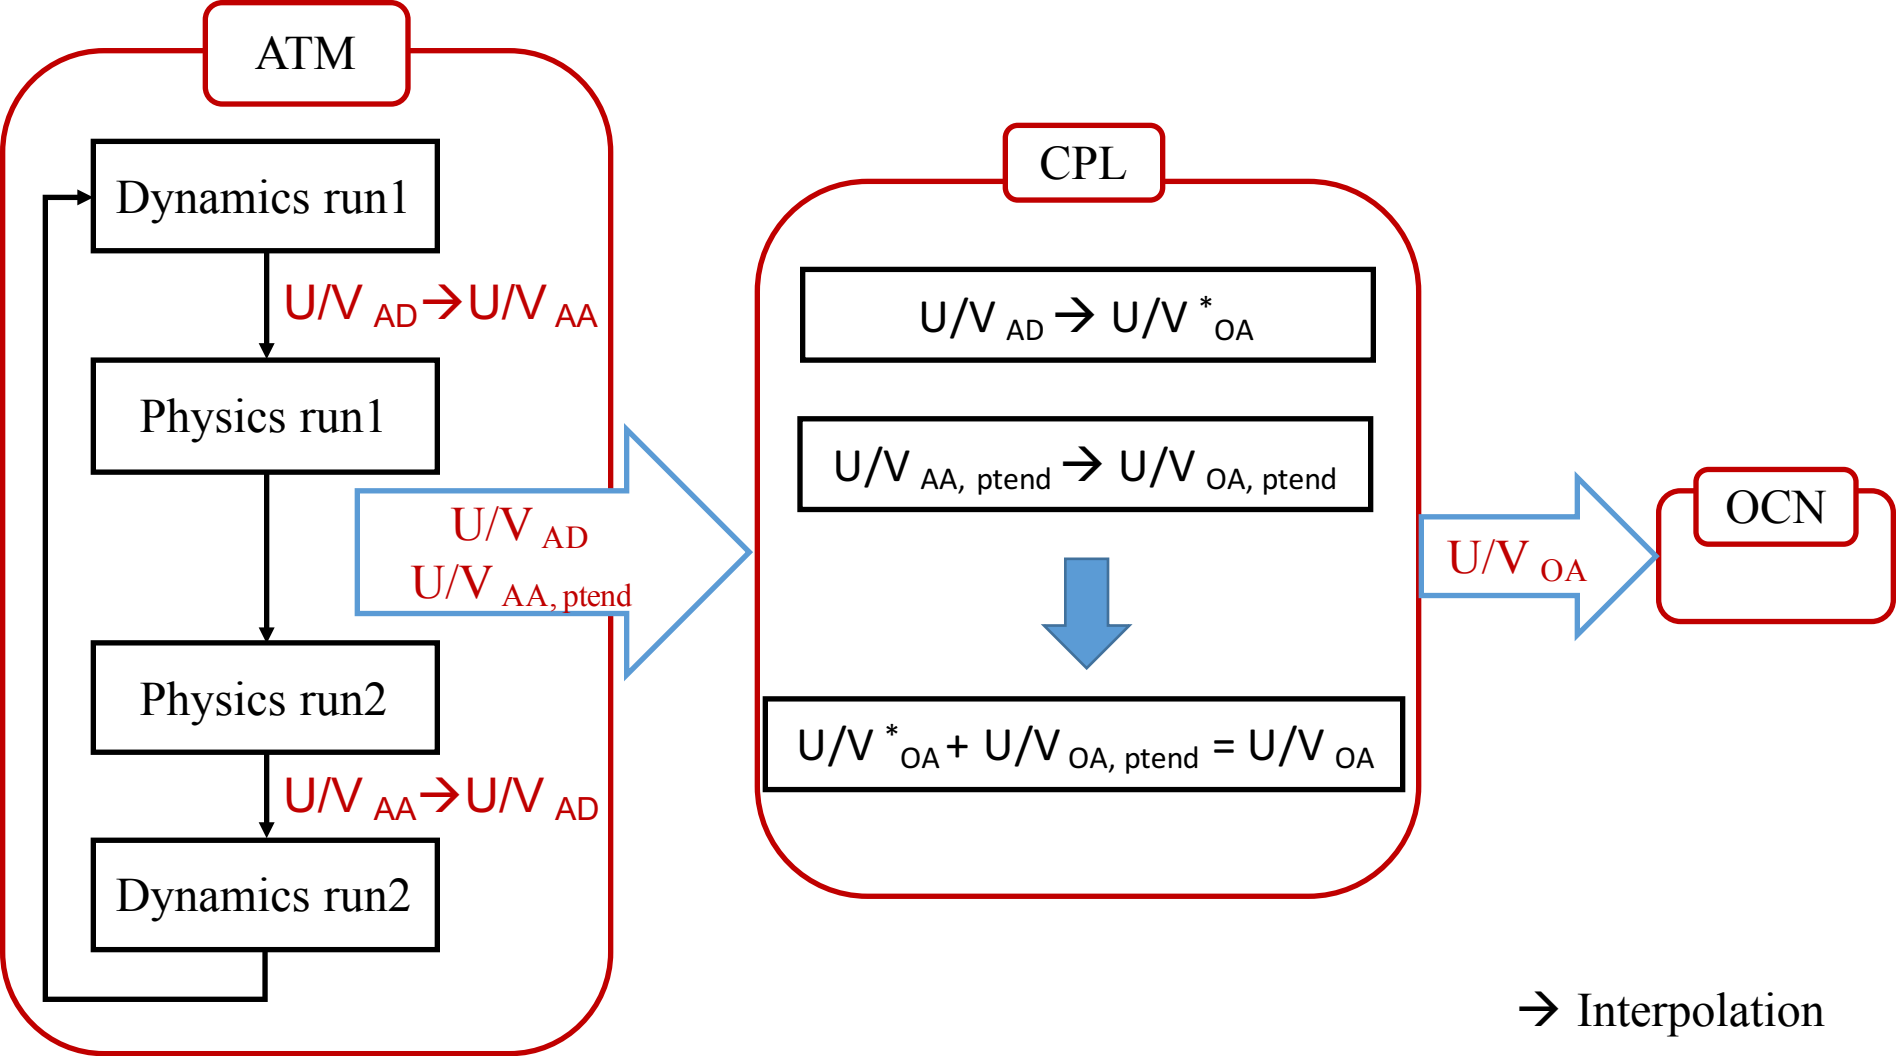 ATM
Dynamics run1
U/V AD → U/V AA
Physics run1
U/V AD
U/V AA, ptend
Physics run2
U/V AA → U/V AD
Dynamics run2
CPL
U/V AD → U/V *OA
U/V AA, ptend → U/V OA, ptend
U/V *OA + U/V OA, ptend = U/V OA
U/V OA
OCN
→ Interpolation